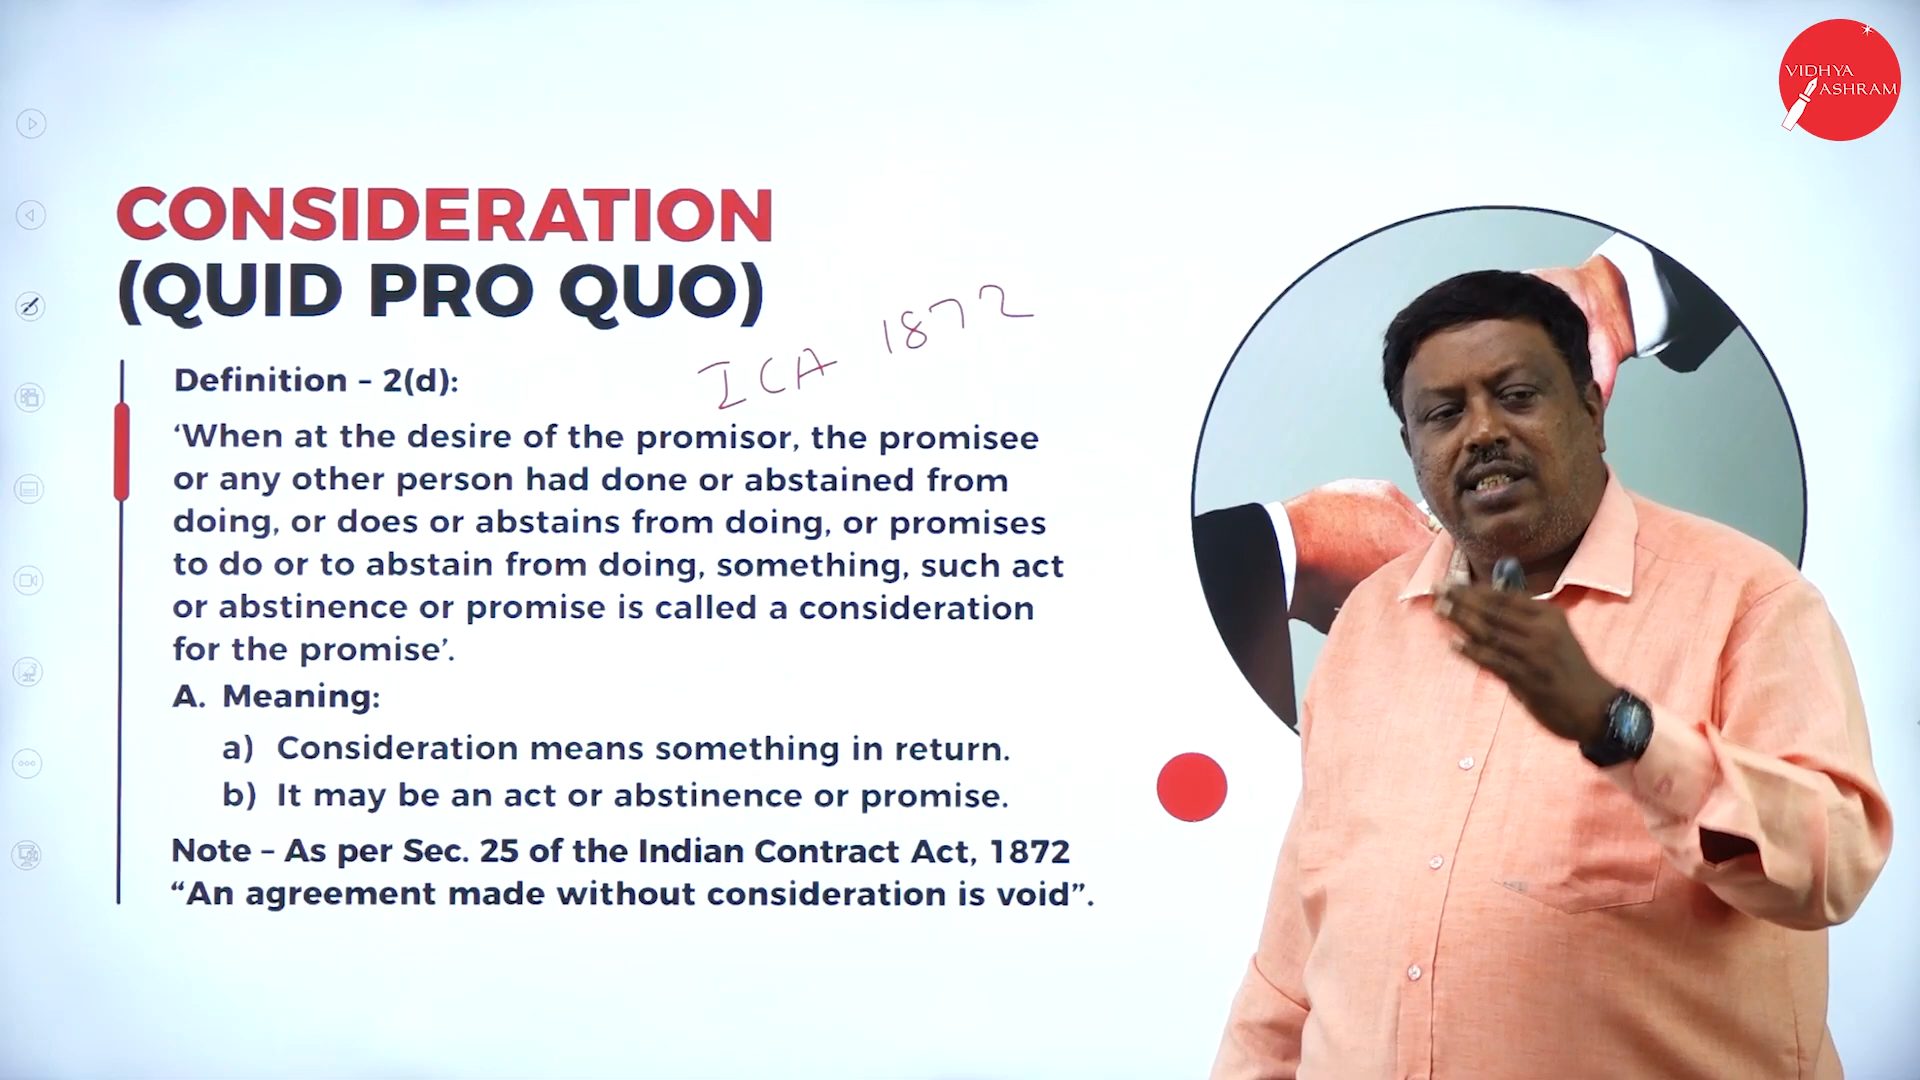 VIDHYA
ASHRAM
CONSIDERATION
(QUID PRO QUO)
ICA 1872
Definition – 2(d):
‘When at the desire of the promisor, the promisee
or any other person had done or abstained from
doing, or does or abstains from doing, or promises
to do or to abstain from doing, something, such act
or abstinence or promise is called a consideration
for the promise’.
A. Meaning:
a) Consideration means something in return.
b) It may be an act or abstinence or promise.
Note – As per Sec. 25 of the Indian Contract Act, 1872
“An agreement made without consideration is void”.